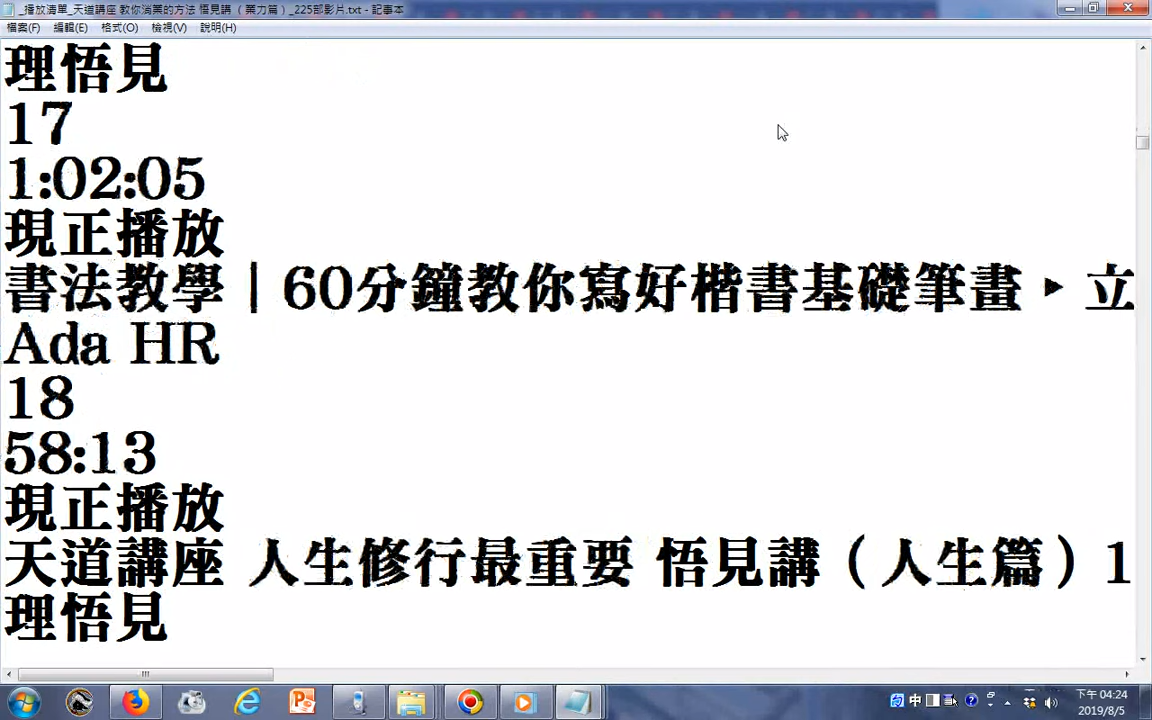 _播放清單_天道講座 教你消業的方法 悟見講（業力篇）_225部影片.txt - 記事本
檔案(F) 編輯(E) 格式(O) 檢視(V) 說明(H)
理悟見
17
1:02:05
現正播放
書法教學｜60分鐘教你寫好楷書基礎筆畫 ▸ 立
Ada HR
18
58:13
現正播放
天道講座 人生修行最重要 悟見講（人生篇）1
理悟見
中
下午 04:24
2019/8/5